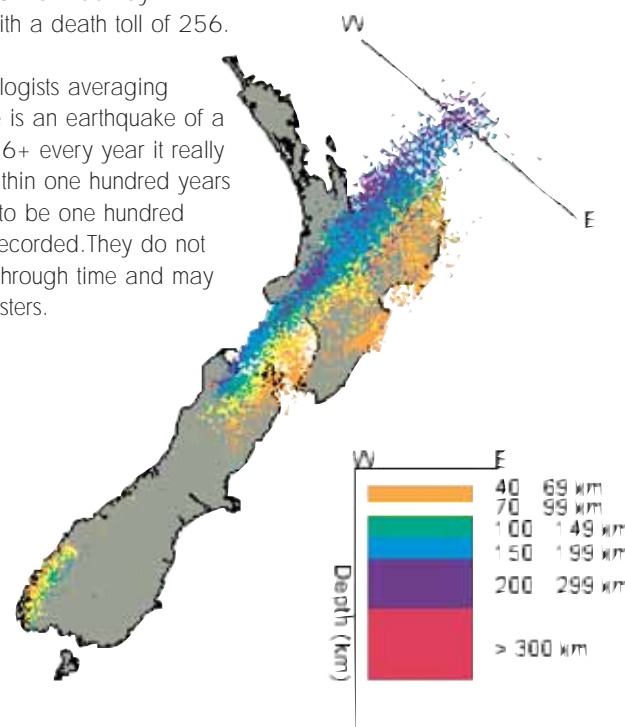 ith a death toll of 256.
logists averaging
e is an earthquake of a
6+ every year it really
thin one hundred years
to be one hundred
ecorded.They do not
through time and may
sters.
W
E
W E
40 69 km
70 99 km
100 149 km
150 199 km
200 299 km
> 300 km
Depth (km)